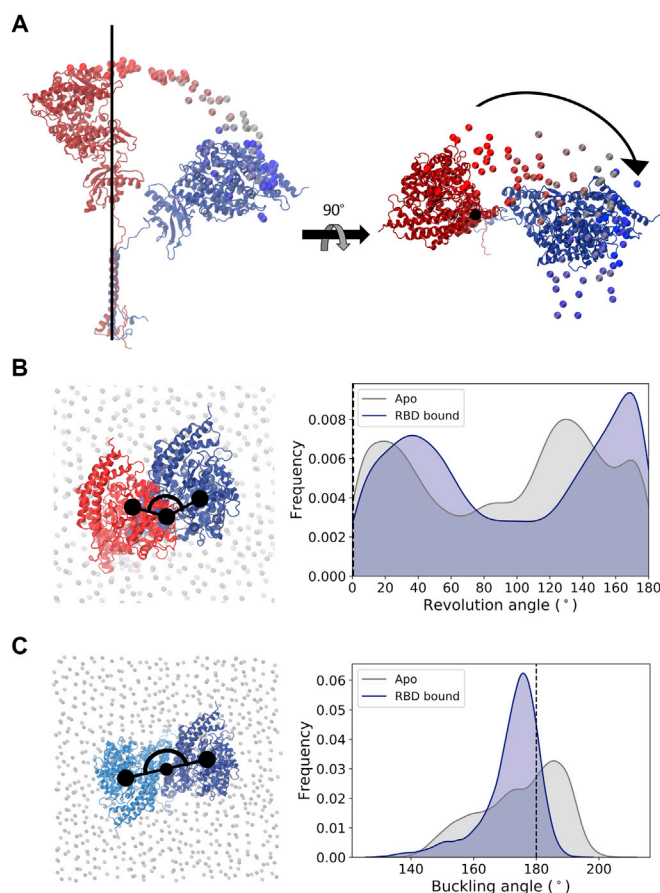 A
90°
B
Apo
RBD bound
Frequency
0.008
0.006
0.004
0.002
0.000
0 20 40 60 80 100 120 140 160 180
Revolution angle (°)
C
Apo
RBD bound
Frequency
0.06
0.05
0.04
0.03
0.02
0.01
0.00
140 160 180 200
Buckling angle (°)